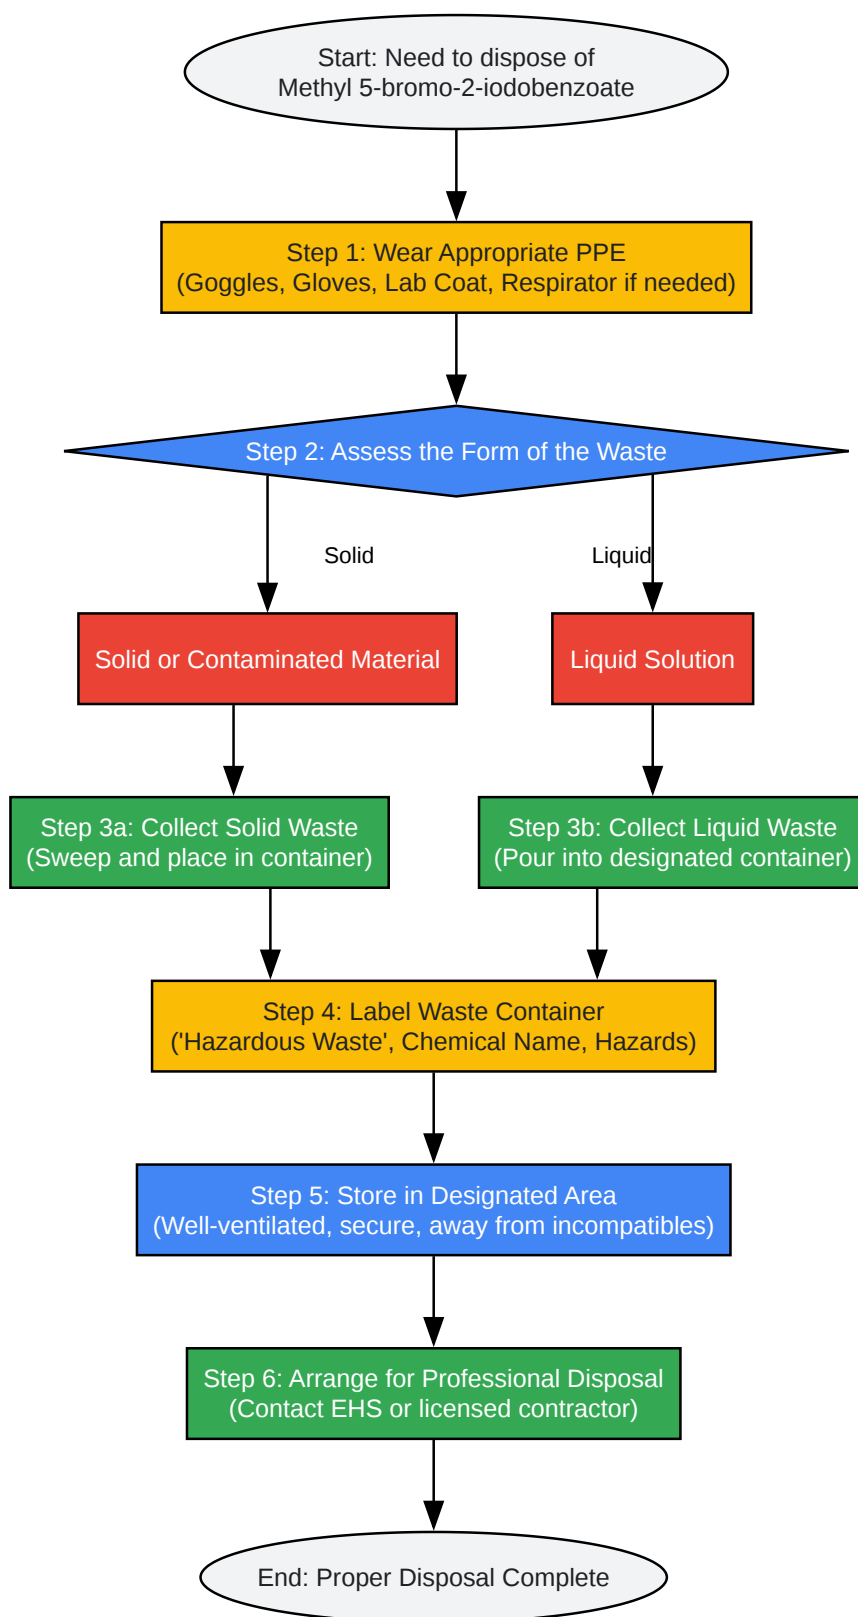 Start: Need to dispose of
Methyl 5-bromo-2-iodobenzoate
Step 1: Wear Appropriate PPE
(Goggles, Gloves, Lab Coat, Respirator if needed)
Step 2: Assess the Form of the Waste
Solid
Liquid
Solid or Contaminated Material
Liquid Solution
Step 3a: Collect Solid Waste
(Sweep and place in container)
Step 3b: Collect Liquid Waste
(Pour into designated container)
Step 4: Label Waste Container
('Hazardous Waste', Chemical Name, Hazards)
Step 5: Store in Designated Area
(Well-ventilated, secure, away from incompatibles)
Step 6: Arrange for Professional Disposal
(Contact EHS or licensed contractor)
End: Proper Disposal Complete